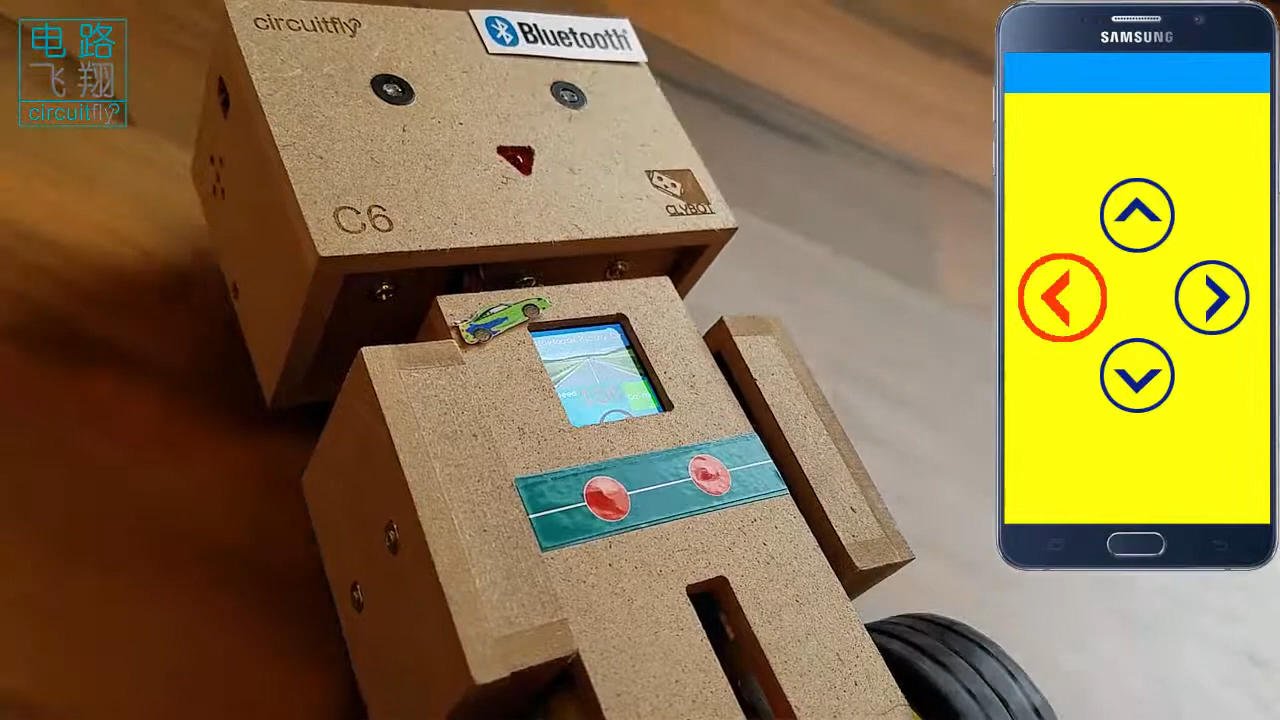 电路
飞翔
circuitfly?
circuitfly?
Bluetooth®
C6
CLYBOT
SAMSUNG